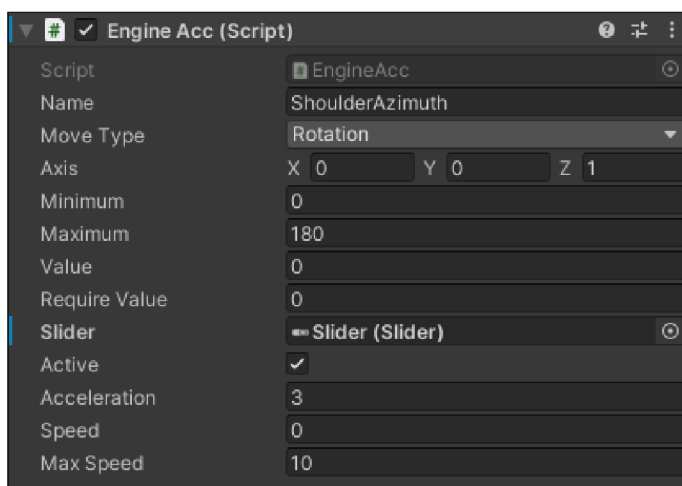 # Engine Acc (Script)
Script # EngineAcc
Name ShoulderAzimuth
Move Type Rotation
Axis X 0 Y 0 Z 1
Minimum 0
Maximum 180
Value 0
Require Value 0
Slider Slider (Slider)
Active
Acceleration 3
Speed 0
Max Speed 10